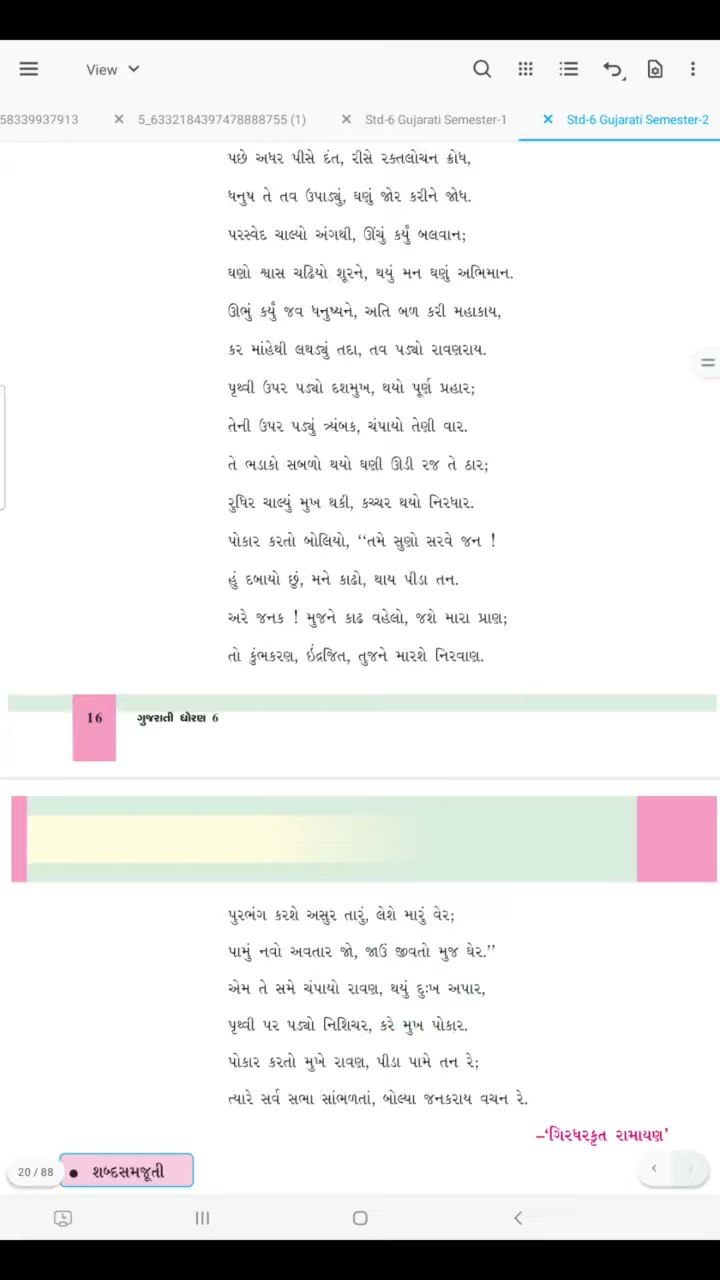 View
58339937913
5_6332184397478888755 (1)
Std-6 Gujarati Semester-1
Std-6 Gujarati Semester-2
પછે અધર પીસે દંત, રીસે રક્તલોચન ક્રોધ,
ધનુષ તે તવ ઉપાડ્યું, ઘણું જોર કરીને જોધ.
પરસ્વેદ ચાલ્યો અંગથી, ઊંચું કર્યું બલવાન;
ઘણો શ્વાસ ચઢિયો શૂરને, થયું મન ઘણું અભિમાન.
ઊભું કર્યું જવ ધનુષ્યને, અતિ બળ કરી મહાકાય,
કર માંહેથી લથડ્યું તદા, તવ પડ્યો રાવણરાય.
પૃથ્વી ઉપર પડ્યો દશમુખ, થયો પૂર્ણ પ્રહાર;
તેની ઉપર પડ્યું ત્ર્યંબક, ચંપાયો તેણી વાર.
તે ભડાકો સબળો થયો ઘણી ઊડી રજ તે ઠાર;
રુધિર ચાલ્યું મુખ થકી, કચ્ચર થયો નિરધાર.
પોકાર કરતો બોલિયો, ‘‘તમે સુણો સરવે જન !
હું દબાયો છું, મને કાઢો, થાય પીડા તન.
અરે જનક ! મુજને કાઢ વહેલો, જશે મારા પ્રાણ;
તો કુંભકરણ, ઇંદ્રજિત, તુજને મારશે નિરવાણ.
16 ગુજરાતી ધોરણ 6
પુરભંગ કરશે અસુર તારું, લેશે મારું વેર;
પામું નવો અવતાર જો, જાઉં જીવતો મુજ ઘેર.’’
એમ તે સમે ચંપાયો રાવણ, થયું દુઃખ અપાર,
પૃથ્વી પર પડ્યો નિશિચર, કરે મુખ પોકાર.
પોકાર કરતો મુખે રાવણ, પીડા પામે તન રે;
ત્યારે સર્વ સભા સાંભળતાં, બોલ્યા જનકરાય વચન રે.
–‘ગિરધરકૃત રામાયણ’
20 / 88
● શબ્દસમજૂતી